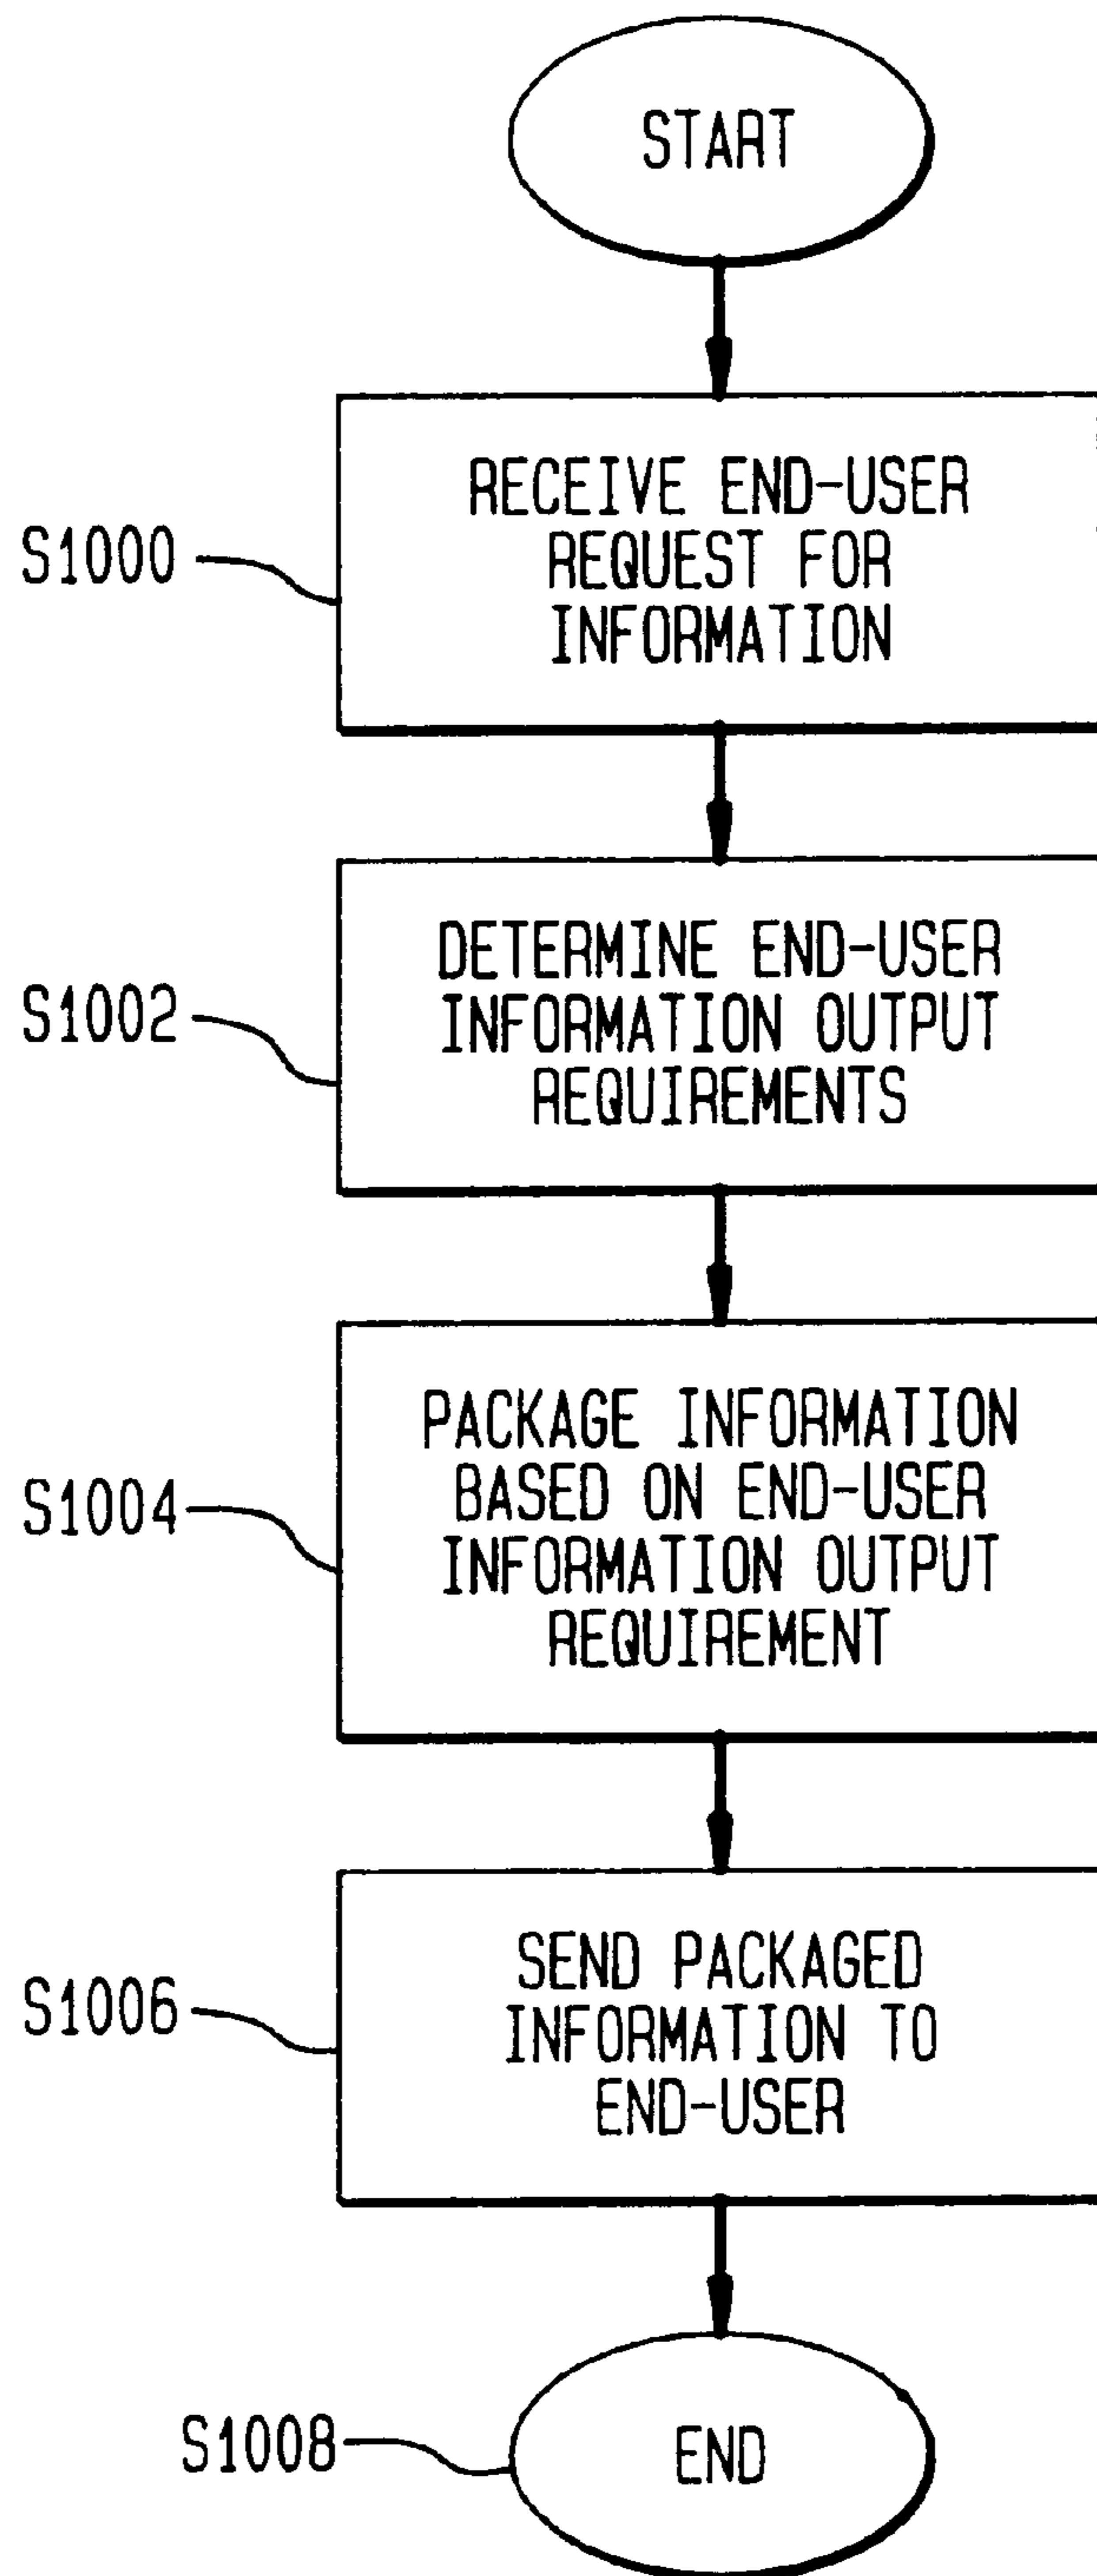 START
RECEIVE END-USER
REQUEST FOR
INFORMATION
S1000
DETERMINE END-USER
INFORMATION OUTPUT
REQUIREMENTS
S1002
PACKAGE INFORMATION
BASED ON END-USER
INFORMATION OUTPUT
REQUIREMENT
S1004
SEND PACKAGED
INFORMATION TO
END-USER
S1006
END
S1008